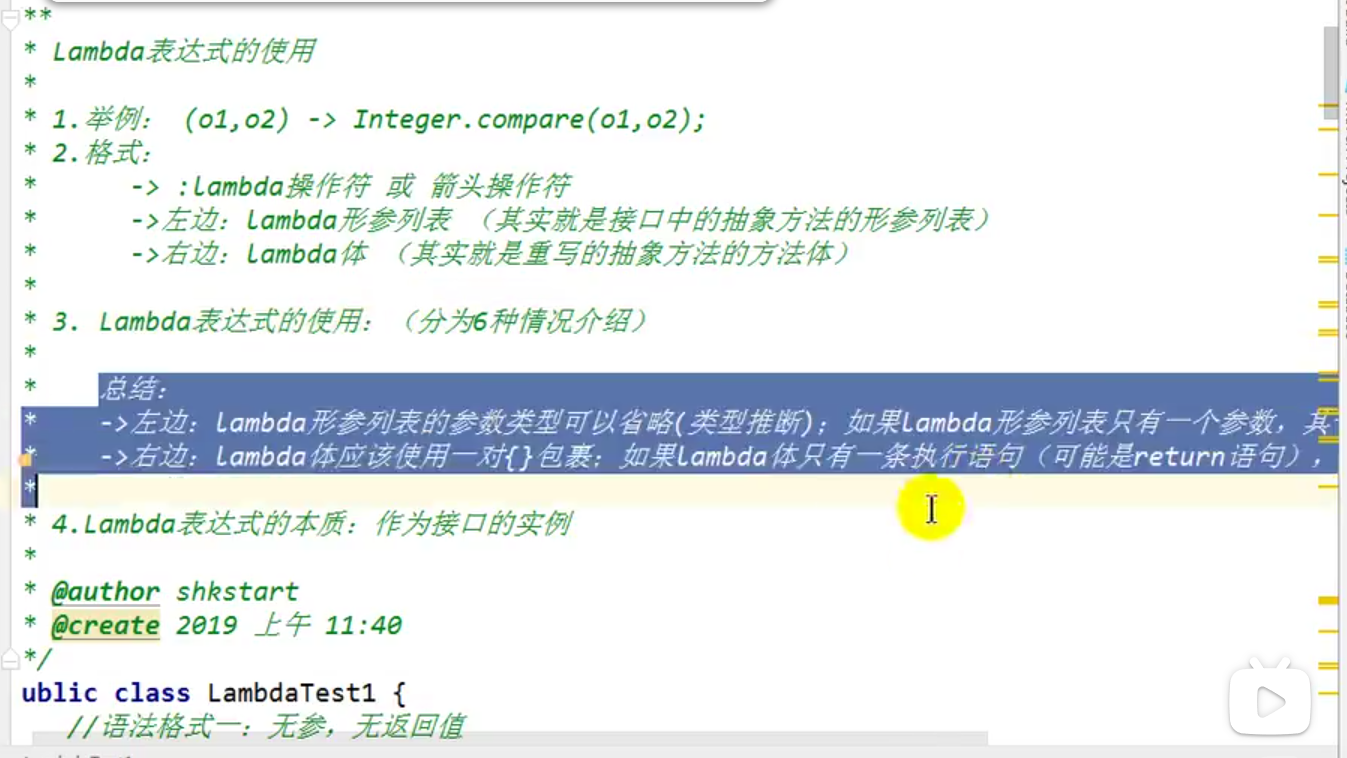 **
* Lambda表达式的使用
*
* 1.举例: (o1,o2) -> Integer.compare(o1,o2);
* 2.格式:
* -> :lambda操作符 或 箭头操作符
* ->左边: lambda形参列表 （其实就是接口中的抽象方法的形参列表）
* ->右边: lambda体 （其实就是重写的抽象方法的方法体）
*
* 3. Lambda表达式的使用: （分为6种情况介绍）
*
* 总结:
* ->左边: lambda形参列表的参数类型可以省略(类型推断); 如果lambda形参列表只有一个参数, 其
* ->右边: lambda体应该使用一对{}包裹; 如果lambda体只有一条执行语句（可能是return语句）,
*
* 4.Lambda表达式的本质: 作为接口的实例
*
* @author shkstart
* @create 2019 上午 11:40
*/
ublic class LambdaTest1 {
//语法格式一: 无参, 无返回值